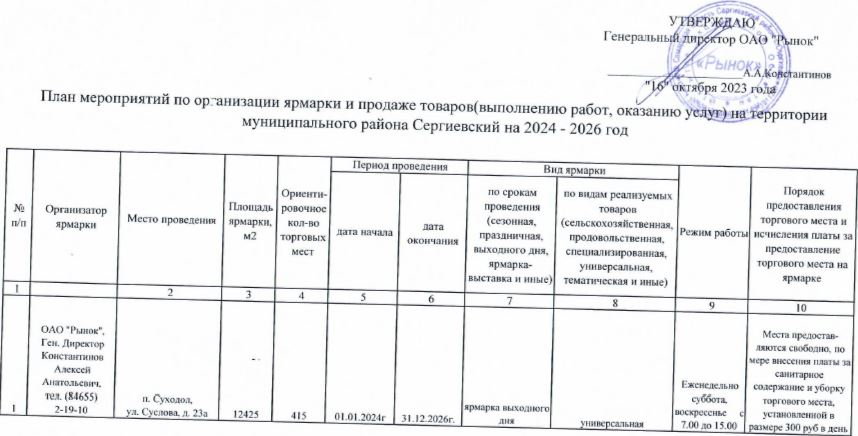 УТВЕРЖДАЮ
Генеральный директор ОАО "Рынок"
«Рынок»
А.А.Константинов
"16" октября 2023 года
План мероприятий по организации ярмарки и продаже товаров(выполнению работ, оказанию услуг) на территории
муниципального района Сергиевский на 2024 - 2026 год
№
п/п
Организатор
ярмарки
Место проведения
Площадь
ярмарки,
м2
Ориенти-
ровочное
кол-во
торговых
мест
Период проведения
дата начала
дата
окончания
Вид ярмарки
по срокам
проведения
(сезонная,
праздничная,
выходного дня,
ярмарка-
выставка и иные)
по видам реализуемых
товаров
(сельскохозяйственная,
продовольственная,
специализированная,
универсальная,
тематическая и иные)
Режим работы
Порядок
предоставления
торгового места и
исчисления платы за
предоставление
торгового места на
ярмарке
1 2 3 4 5 6 7 8 9 10
1
ОАО "Рынок",
Ген. Директор
Константинов
Алексей
Анатольевич,
тел. (84655)
2-19-10
п. Суходол,
ул. Суслова, д. 23а
12425
415
01.01.2024г
31.12.2026г.
ярмарка выходного
дня
универсальная
Еженедельно
суббота,
воскресенье с
7.00 до 15.00
Места предостав-
ляются свободно, по
мере внесения платы за
санитарное
содержание и уборку
торгового места,
установленной в
размере 300 руб в день